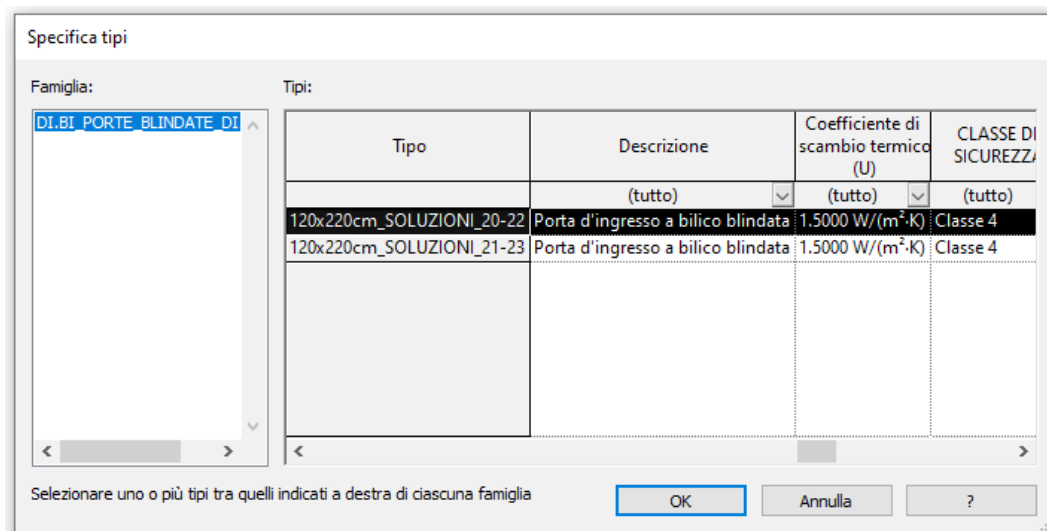 Specifica tipi
Famiglia:
Tipi:
DI.BI_PORTE_BLINDATE_DI
Tipo
Descrizione
Coefficiente di
scambio termico
(U)
CLASSE DI
SICUREZZA
(tutto)
(tutto)
(tutto)
120x220cm_SOLUZIONI_20-22 Porta d'ingresso a bilico blindata 1.5000 W/(m²·K) Classe 4
120x220cm_SOLUZIONI_21-23 Porta d'ingresso a bilico blindata 1.5000 W/(m²·K) Classe 4
Selezionare uno o più tipi tra quelli indicati a destra di ciascuna famiglia
OK
Annulla
?